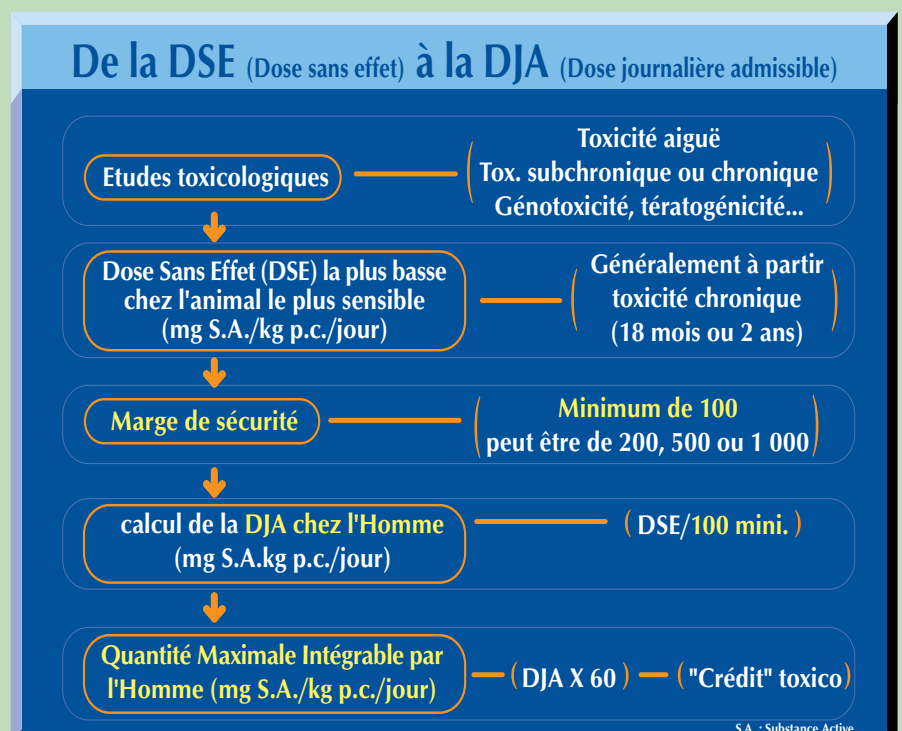 De la DSE (Dose sans effet) à la DJA (Dose journalière admissible)
Etudes toxicologiques
Toxicité aiguë
Tox. subchronique ou chronique
Génotoxicité, tératogénicité...
Dose Sans Effet (DSE) la plus basse
chez l'animal le plus sensible
(mg S.A./kg p.c./jour)
Généralement à partir
toxicité chronique
(18 mois ou 2 ans)
Marge de sécurité
Minimum de 100
peut être de 200, 500 ou 1 000
calcul de la DJA chez l'Homme
(mg S.A.kg p.c./jour)
( DSE/100 mini. )
Quantité Maximale Intégrable par
l'Homme (mg S.A./kg p.c./jour)
( DJA X 60 )
( "Crédit" toxico)
S.A. : Substance Active